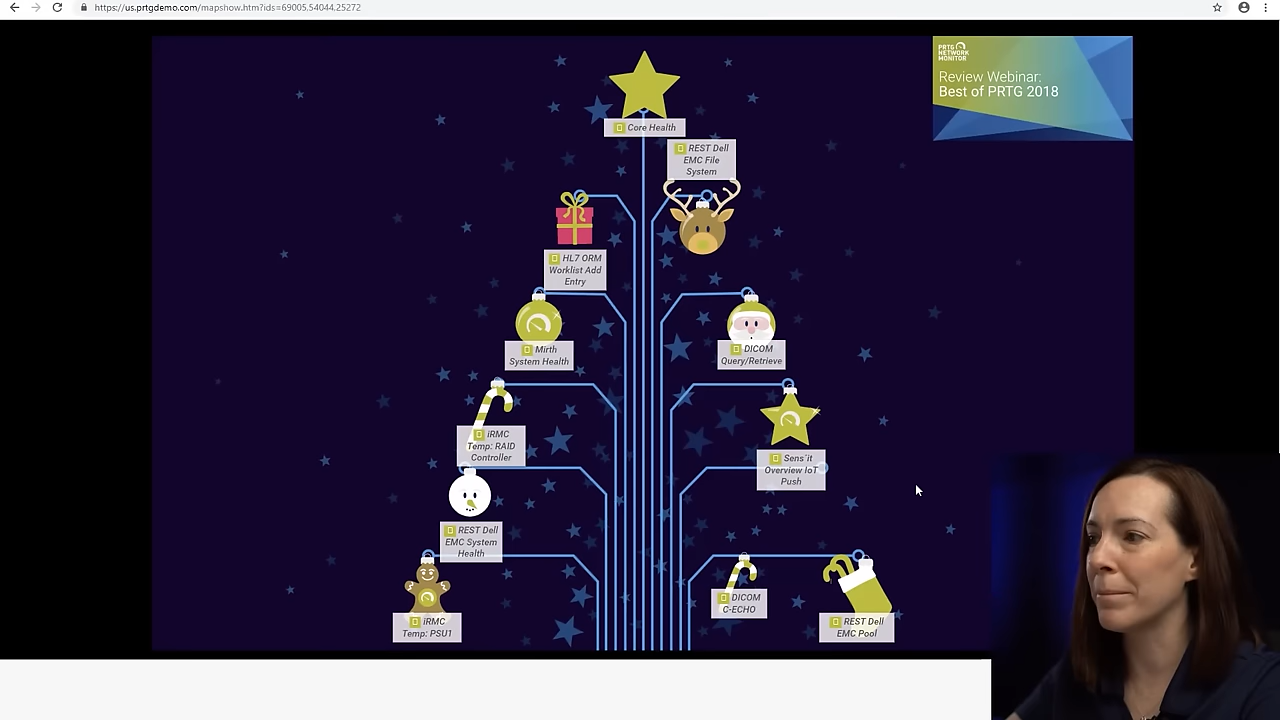 https://us.prtgdemo.com/mapshow.htm?ids=69005.54044.25272
PRTG
NETWORK
MONITOR
Review Webinar:
Best of PRTG 2018
Core Health
REST Dell
EMC File
System
HL7 ORM
Worklist Add
Entry
Mirth
System Health
DICOM
Query/Retrieve
iRMC
Temp: RAID
Controller
Sens´it
Overview IoT
Push
REST Dell
EMC System
Health
iRMC
Temp: PSU1
DICOM
C-ECHO
REST Dell
EMC Pool